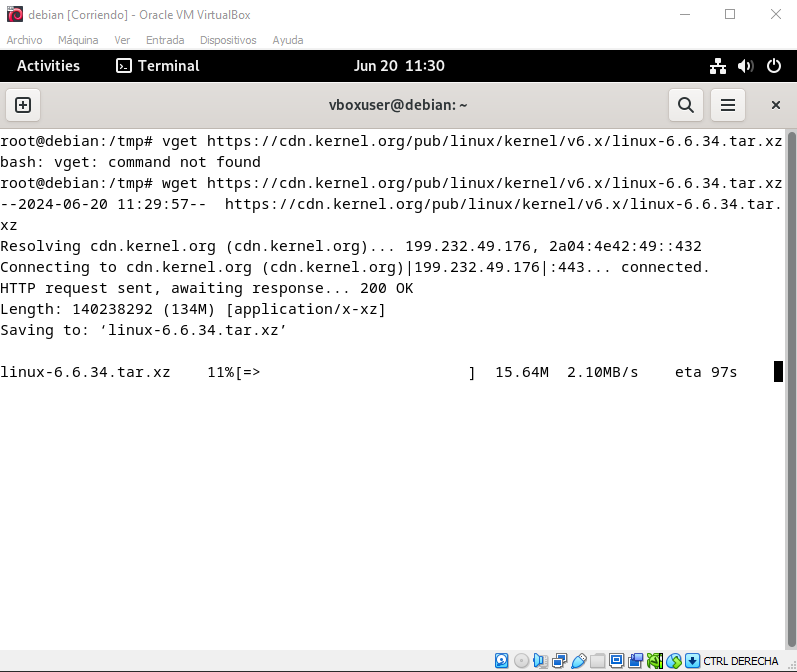 debian [Corriendo] - Oracle VM VirtualBox
Archivo Máquina Ver Entrada Dispositivos Ayuda
Activities Terminal Jun 20 11:30
vboxuser@debian: ~
root@debian:/tmp# vget https://cdn.kernel.org/pub/linux/kernel/v6.x/linux-6.6.34.tar.xz
bash: vget: command not found
root@debian:/tmp# wget https://cdn.kernel.org/pub/linux/kernel/v6.x/linux-6.6.34.tar.xz
--2024-06-20 11:29:57--  https://cdn.kernel.org/pub/linux/kernel/v6.x/linux-6.6.34.tar.
xz
Resolving cdn.kernel.org (cdn.kernel.org)... 199.232.49.176, 2a04:4e42:49::432
Connecting to cdn.kernel.org (cdn.kernel.org)|199.232.49.176|:443... connected.
HTTP request sent, awaiting response... 200 OK
Length: 140238292 (134M) [application/x-xz]
Saving to: ‘linux-6.6.34.tar.xz’
linux-6.6.34.tar.xz    11%[=>                       ]  15.64M  2.10MB/s    eta 97s
CTRL DERECHA